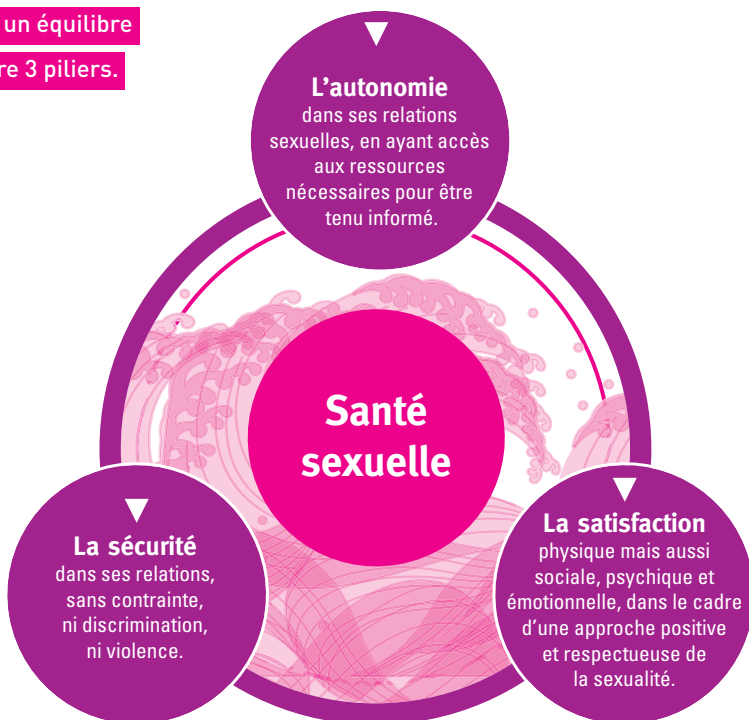 un équilibre
re 3 piliers.
L'autonomie
dans ses relations
sexuelles, en ayant accès
aux ressources
nécessaires pour être
tenu informé.
Santé
sexuelle
La sécurité
dans ses relations,
sans contrainte,
ni discrimination,
ni violence.
La satisfaction
physique mais aussi
sociale, psychique et
émotionnelle, dans le cadre
d'une approche positive
et respectueuse de
la sexualité.